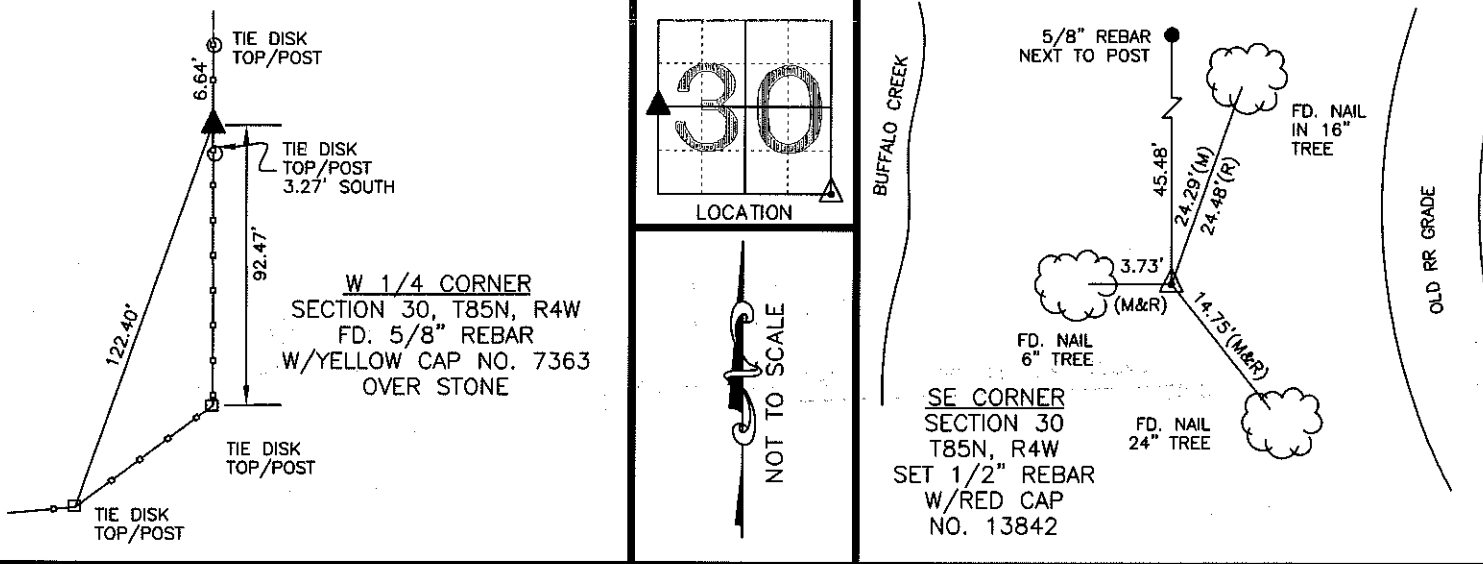 TIE DISK
TOP/POST
6.64'
TIE DISK
TOP/POST
3.27' SOUTH
92.47'
122.40'
W 1/4 CORNER
SECTION 30, T85N, R4W
FD. 5/8" REBAR
W/YELLOW CAP NO. 7363
OVER STONE
TIE DISK
TOP/POST
TIE DISK
TOP/POST
30
LOCATION
NOT TO SCALE
BUFFALO CREEK
5/8" REBAR
NEXT TO POST
45.48'
24.29'(M)
24.48'(R)
FD. NAIL
IN 16"
TREE
3.73'
(M&R)
FD. NAIL
6" TREE
14.75'(M&R)
FD. NAIL
24" TREE
OLD RR GRADE
SE CORNER
SECTION 30
T85N, R4W
SET 1/2" REBAR
W/RED CAP
NO. 13842